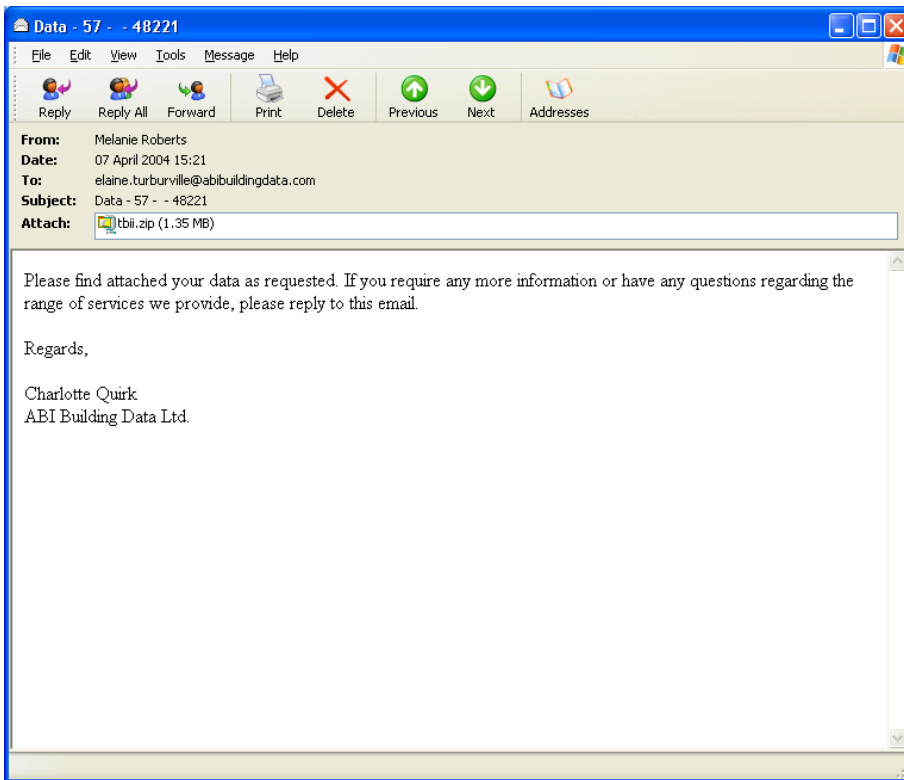 Data - 57 -  - 48221
File Edit View Tools Message Help
Reply Reply All Forward Print Delete Previous Next Addresses
From: Melanie Roberts
Date: 07 April 2004 15:21
To: elaine.turburville@abibuildingdata.com
Subject: Data - 57 -  - 48221
Attach: tbii.zip (1.35 MB)
Please find attached your data as requested. If you require any more information or have any questions regarding the
range of services we provide, please reply to this email.
Regards,
Charlotte Quirk
ABI Building Data Ltd.